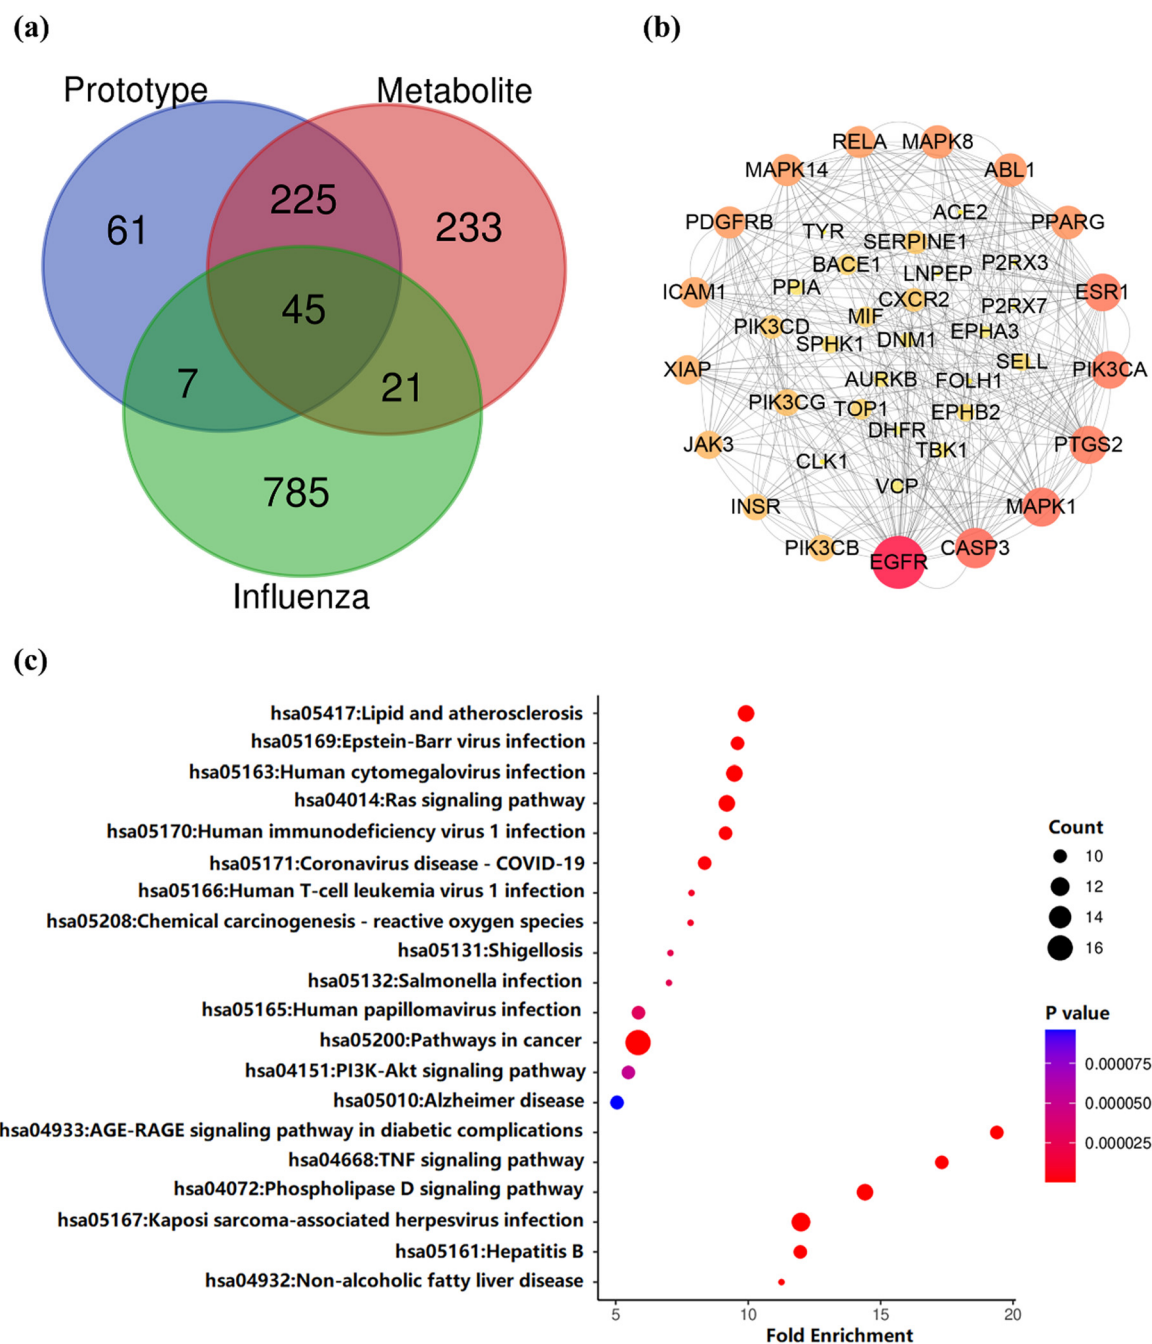 (a)
Prototype
Metabolite
61
225
233
45
7
21
785
Influenza
(b)
RELA
MAPK8
MAPK14
ABL1
PDGFRB
ACE2
PPARG
TYR
SERPINE1
BACE1
LNPEP
P2RX3
ICAM1
PPIA
CXCR2
ESR1
P2RX7
MIF
PIK3CD
SPHK1
DNM1
EPHA3
XIAP
SELL
PIK3CA
AURKB
FOLH1
PIK3CG
TOP1
EPHB2
DHFR
JAK3
TBK1
PTGS2
CLK1
VCP
INSR
MAPK1
PIK3CB
EGFR
CASP3
(c)
hsa05417:Lipid and atherosclerosis
hsa05169:Epstein-Barr virus infection
hsa05163:Human cytomegalovirus infection
hsa04014:Ras signaling pathway
hsa05170:Human immunodeficiency virus 1 infection
hsa05171:Coronavirus disease - COVID-19
hsa05166:Human T-cell leukemia virus 1 infection
hsa05208:Chemical carcinogenesis - reactive oxygen species
hsa05131:Shigellosis
hsa05132:Salmonella infection
hsa05165:Human papillomavirus infection
hsa05200:Pathways in cancer
hsa04151:PI3K-Akt signaling pathway
hsa05010:Alzheimer disease
hsa04933:AGE-RAGE signaling pathway in diabetic complications
hsa04668:TNF signaling pathway
hsa04072:Phospholipase D signaling pathway
hsa05167:Kaposi sarcoma-associated herpesvirus infection
hsa05161:Hepatitis B
hsa04932:Non-alcoholic fatty liver disease
5
10
15
20
Fold Enrichment
Count
10
12
14
16
P value
0.000075
0.000050
0.000025